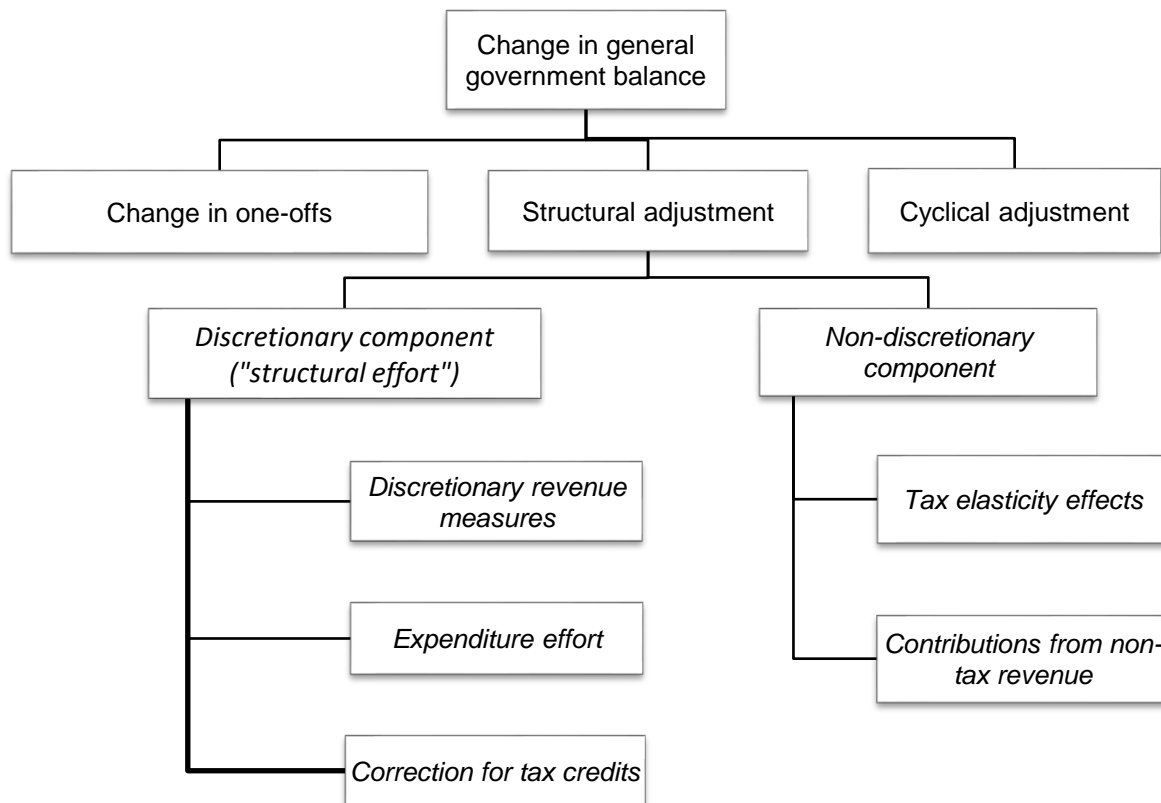 Change in general
government balance
Change in one-offs
Structural adjustment
Cyclical adjustment
Discretionary component
("structural effort")
Non-discretionary
component
Discretionary revenue
measures
Tax elasticity effects
Expenditure effort
Contributions from non-
tax revenue
Correction for tax credits